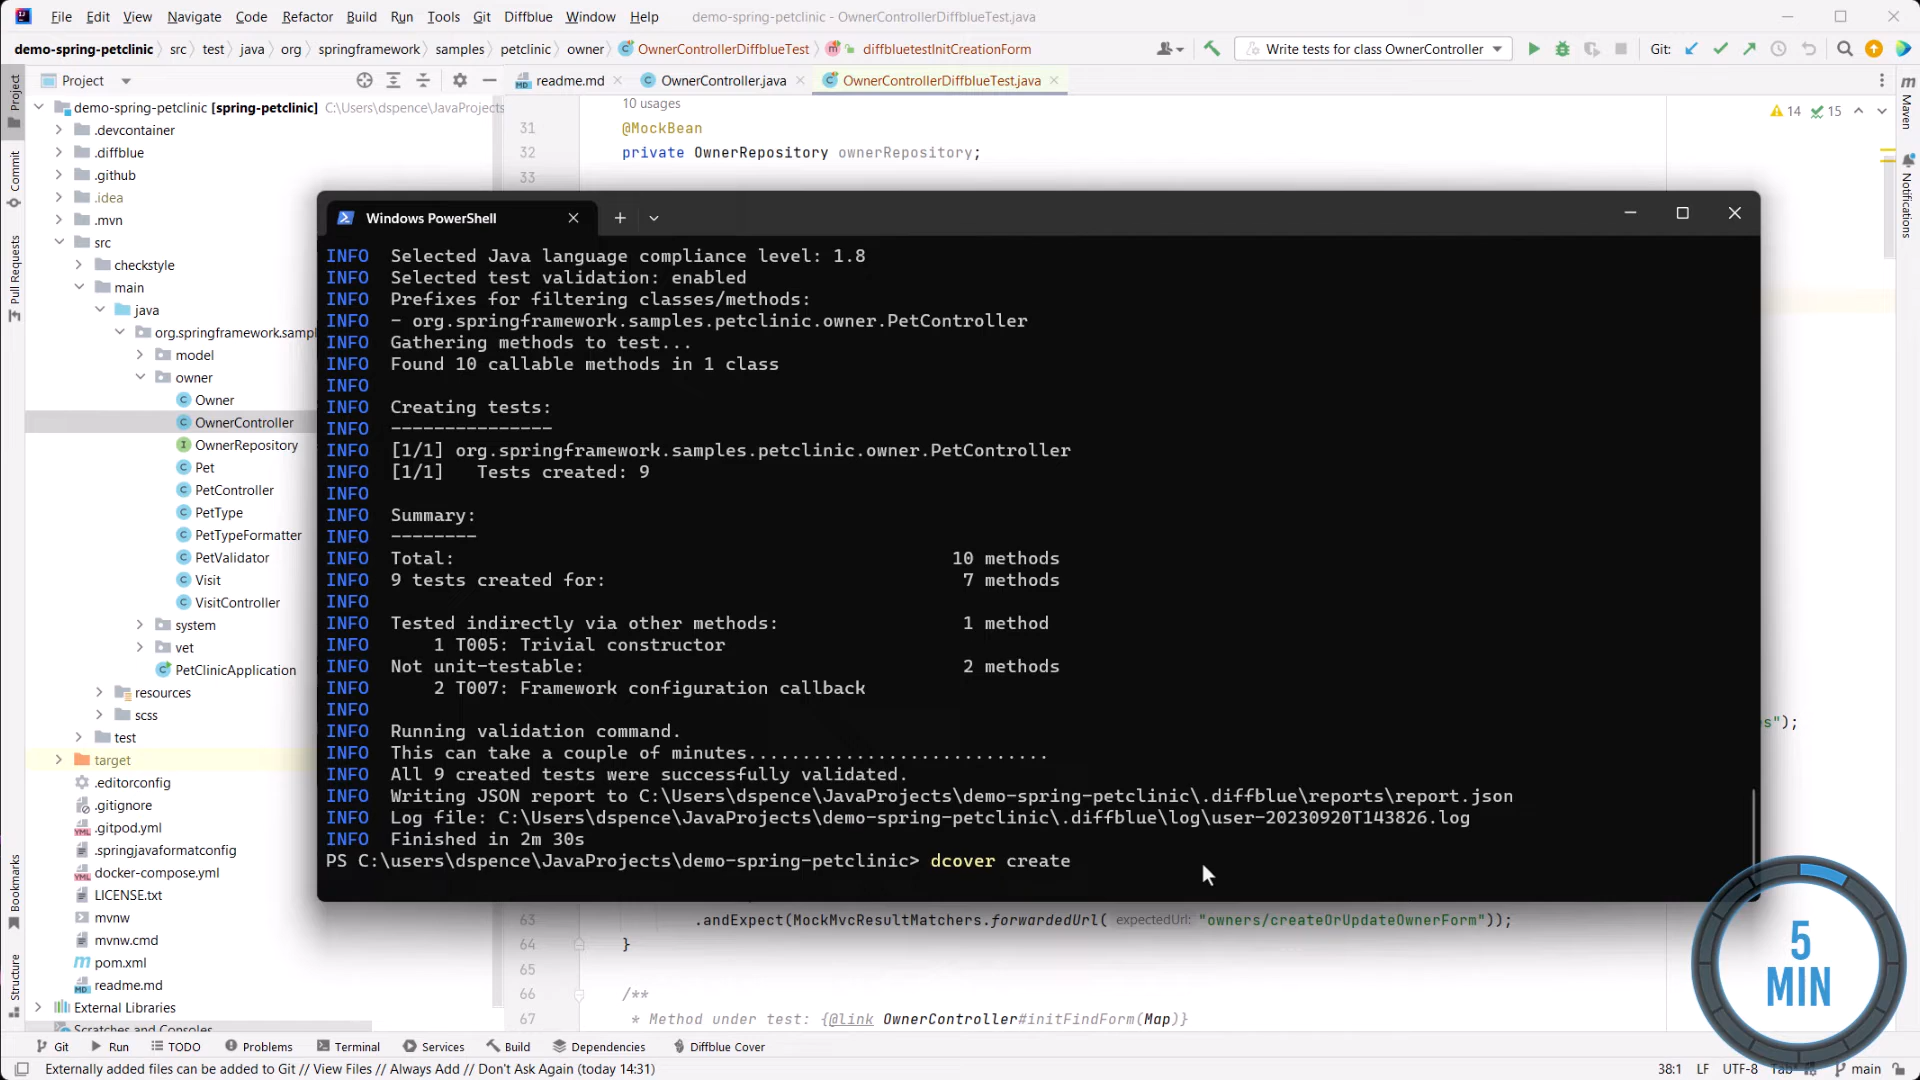 File Edit View Navigate Code Refactor Build Run Tools Git Diffblue Window Help demo-spring-petclinic - OwnerControllerDiffblueTest.java
demo-spring-petclinic src test java org springframework samples petclinic owner OwnerControllerDiffblueTest diffbluetestInitCreationForm Write tests for class OwnerController Git:
Project readme.md OwnerController.java OwnerControllerDiffblueTest.java
Project
Commit
Pull Requests
Bookmarks
Structure
Maven
Notifications
demo-spring-petclinic [spring-petclinic] C:\Users\dspence\JavaProjects
.devcontainer
.diffblue
.github
.idea
.mvn
src
checkstyle
main
java
org.springframework.sampl
model
owner
Owner
OwnerController
OwnerRepository
Pet
PetController
PetType
PetTypeFormatter
PetValidator
Visit
VisitController
system
vet
PetClinicApplication
resources
scss
test
target
.editorconfig
.gitignore
.gitpod.yml
.springjavaformatconfig
docker-compose.yml
LICENSE.txt
mvnw
mvnw.cmd
pom.xml
readme.md
External Libraries
Scratches and Consoles
10 usages
14 15
31 @MockBean
32 private OwnerRepository ownerRepository;
33
Windows PowerShell
INFO Selected Java language compliance level: 1.8
INFO Selected test validation: enabled
INFO Prefixes for filtering classes/methods:
INFO - org.springframework.samples.petclinic.owner.PetController
INFO Gathering methods to test...
INFO Found 10 callable methods in 1 class
INFO
INFO Creating tests:
INFO ---------------
INFO [1/1] org.springframework.samples.petclinic.owner.PetController
INFO [1/1] Tests created: 9
INFO
INFO Summary:
INFO --------
INFO Total: 10 methods
INFO 9 tests created for: 7 methods
INFO
INFO Tested indirectly via other methods: 1 method
INFO 1 T005: Trivial constructor
INFO Not unit-testable: 2 methods
INFO 2 T007: Framework configuration callback
INFO
INFO Running validation command.
INFO This can take a couple of minutes............................
INFO All 9 created tests were successfully validated.
INFO Writing JSON report to C:\Users\dspence\JavaProjects\demo-spring-petclinic\.diffblue\reports\report.json
INFO Log file: C:\Users\dspence\JavaProjects\demo-spring-petclinic\.diffblue\log\user-20230920T143826.log
INFO Finished in 2m 30s
PS C:\users\dspence\JavaProjects\demo-spring-petclinic> dcover create
s");
63 .andExpect(MockMvcResultMatchers.forwardedUrl( expectedUrl: "owners/createOrUpdateOwnerForm"));
64 }
65
66 /**
67 * Method under test: {@link OwnerController#initFindForm(Map)}
5
MIN
Git Run TODO Problems Terminal Services Build Dependencies Diffblue Cover
Externally added files can be added to Git // View Files // Always Add // Don't Ask Again (today 14:31) 38:1 LF UTF-8 Tab* main